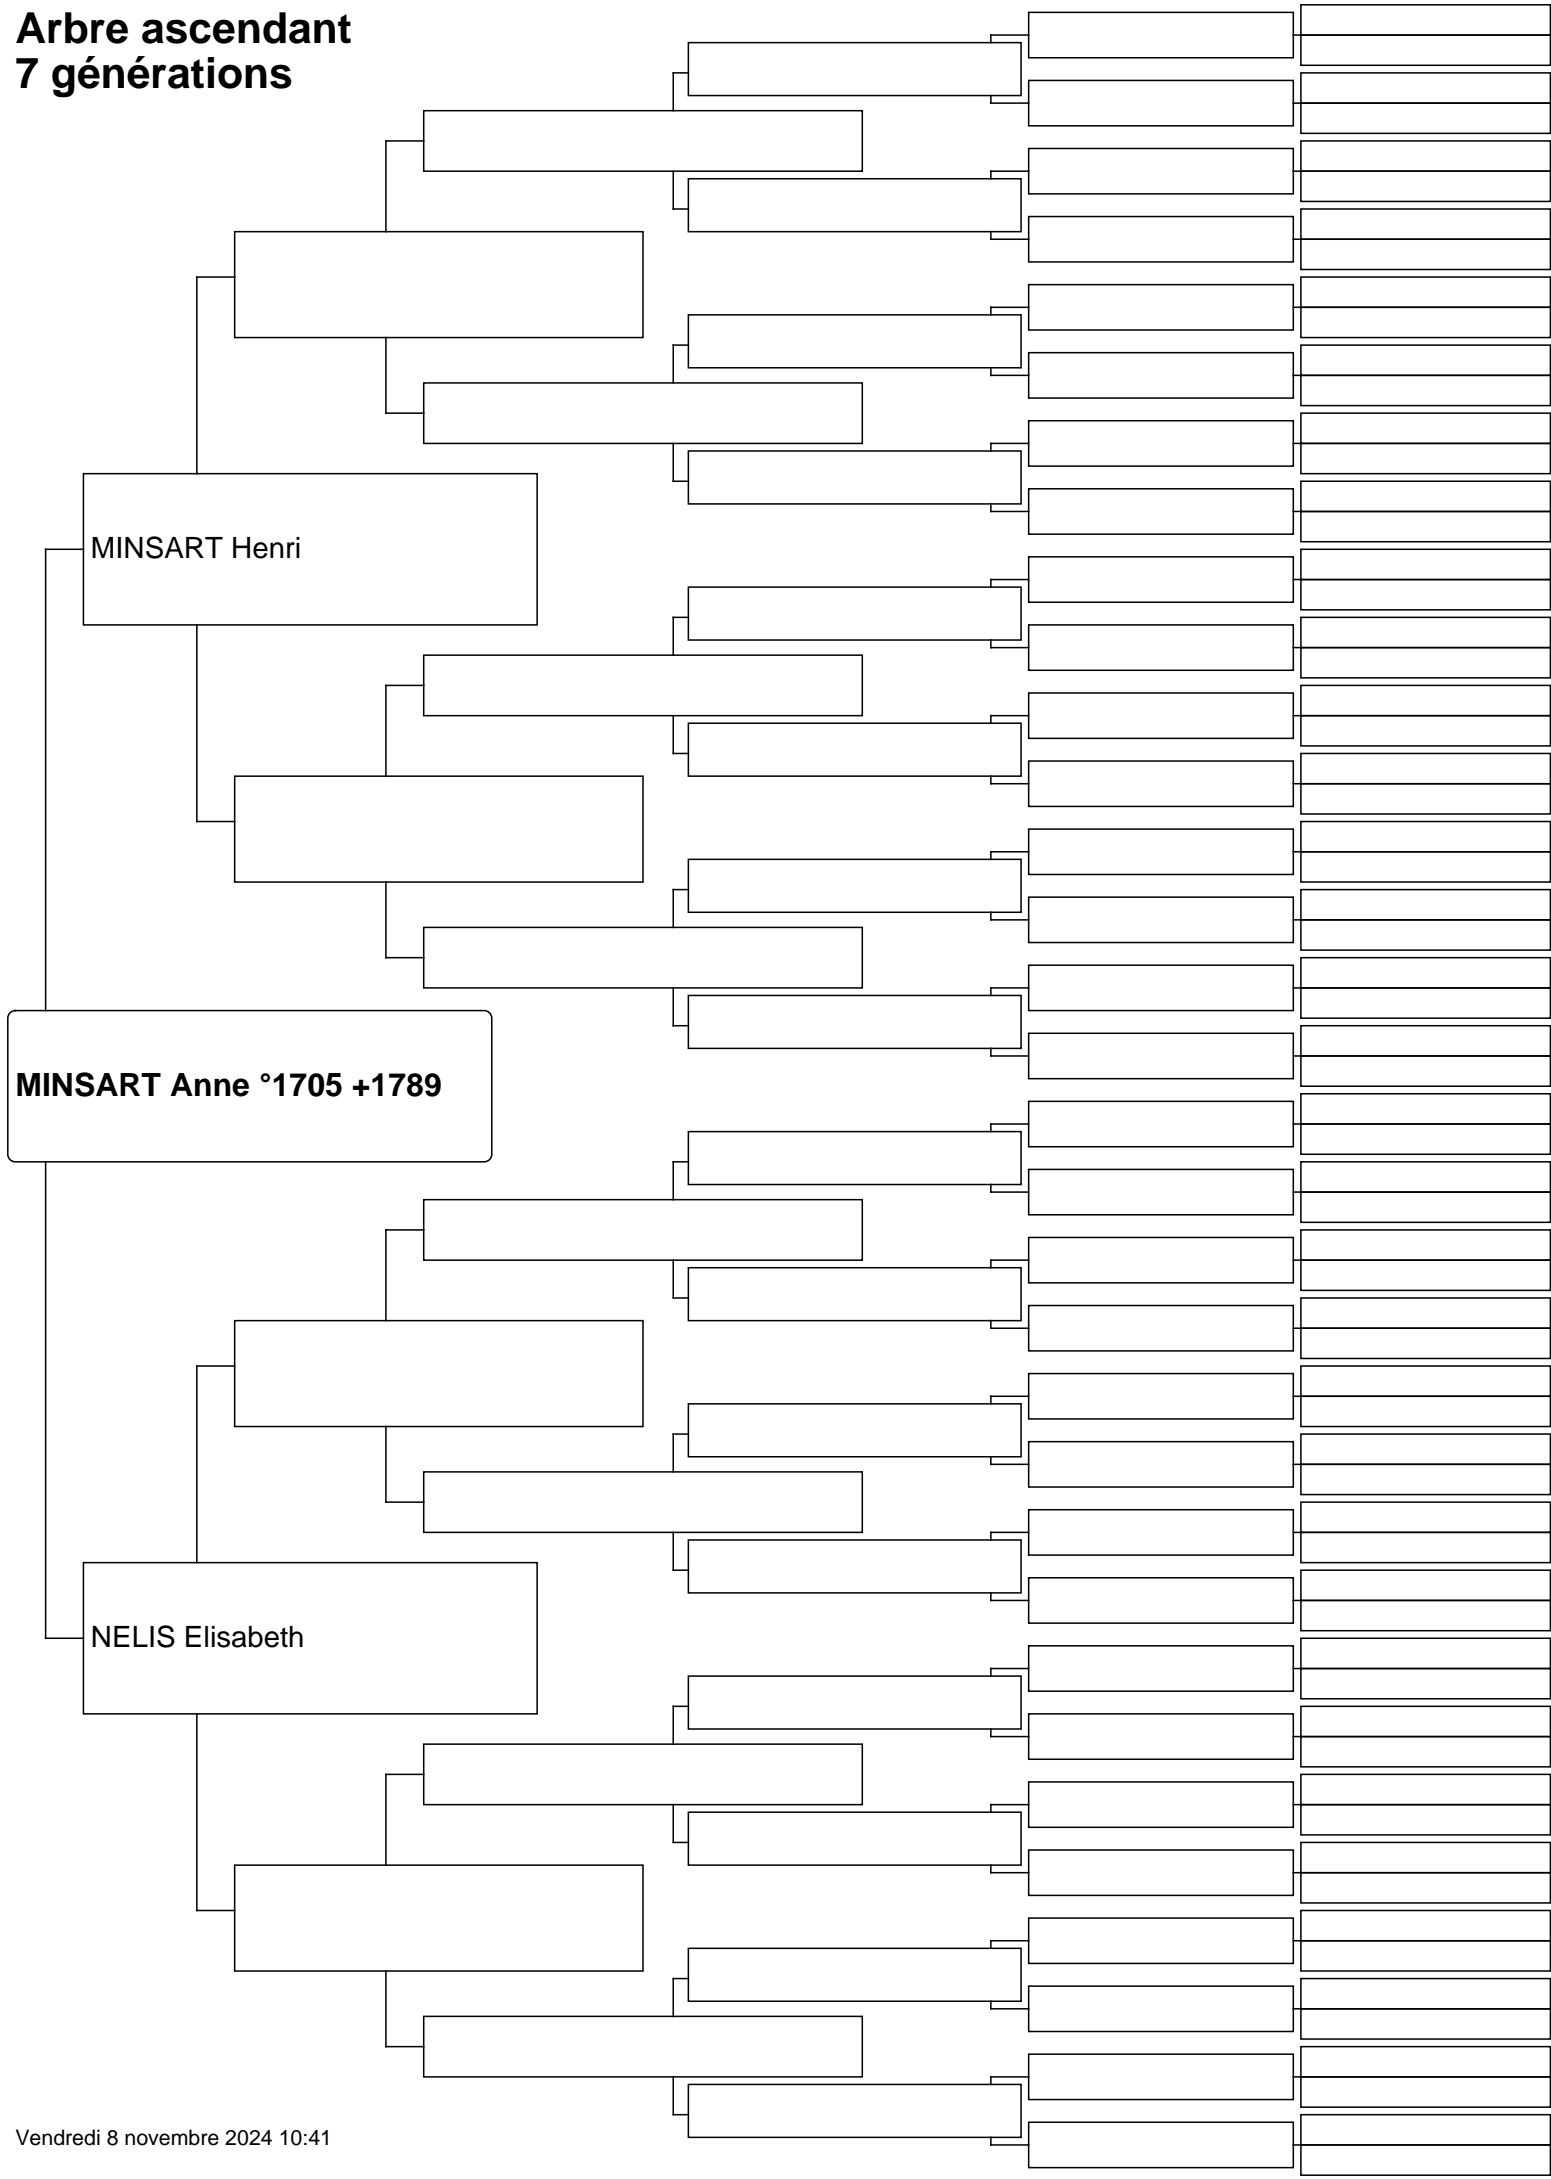 Arbre ascendant
7 générations
MINSART Henri
MINSART Anne °1705 +1789
NELIS Elisabeth
Vendredi 8 novembre 2024 10:41